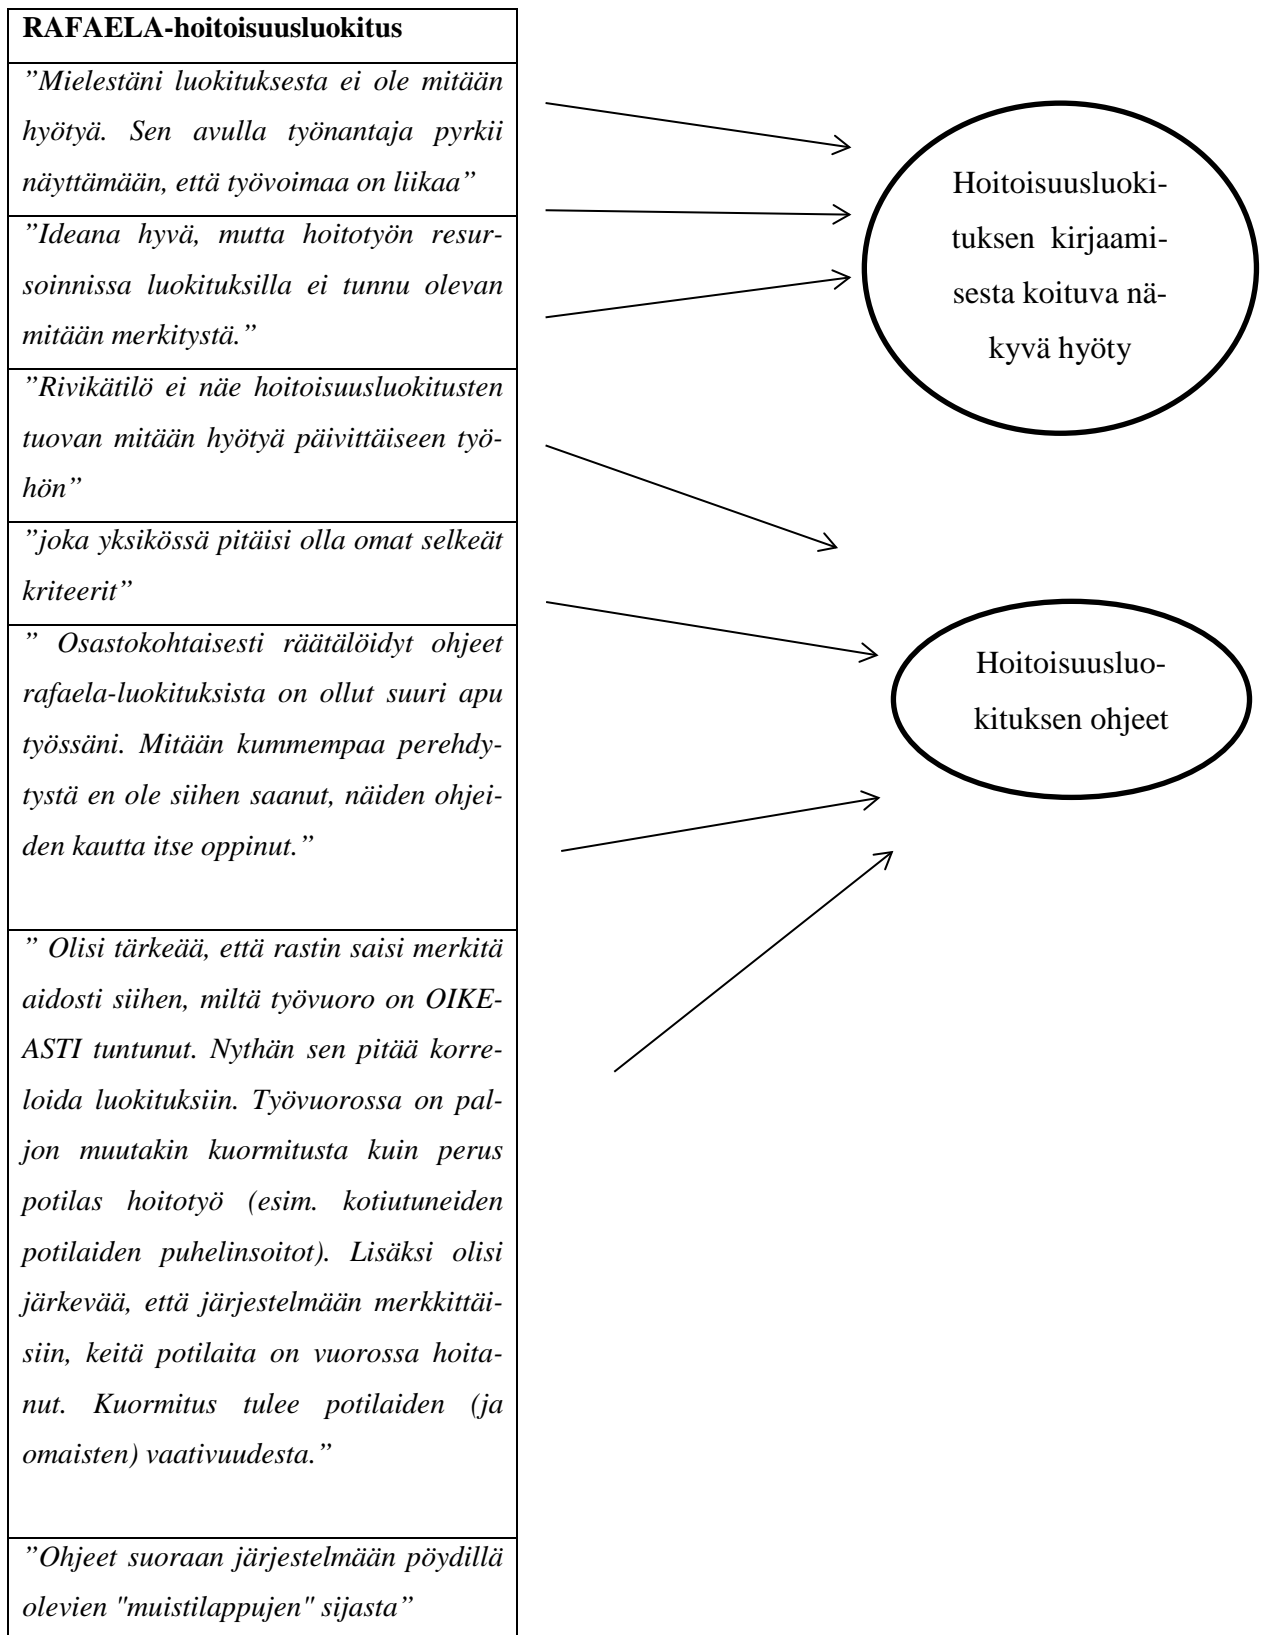 RAFAELA-hoitoisuusluokitus
”Mielestäni luokituksesta ei ole mitään
hyötyä. Sen avulla työnantaja pyrkii
näyttämään, että työvoimaa on liikaa”
”Ideana hyvä, mutta hoitotyön resur-
soinnissa luokituksilla ei tunnu olevan
mitään merkitystä.”
”Rivikätilö ei näe hoitoisuusluokitusten
tuovan mitään hyötyä päivittäiseen työ-
hön”
”joka yksikössä pitäisi olla omat selkeät
kriteerit”
” Osastokohtaisesti räätälöidyt ohjeet
rafaela-luokituksista on ollut suuri apu
työssäni. Mitään kummempaa perehdy-
tystä en ole siihen saanut, näiden ohjei-
den kautta itse oppinut.”
” Olisi tärkeää, että rastin saisi merkitä
aidosti siihen, miltä työvuoro on OIKE-
ASTI tuntunut. Nythän sen pitää korre-
loida luokituksiin. Työvuorossa on pal-
jon muutakin kuormitusta kuin perus
potilas hoitotyö (esim. kotiutuneiden
potilaiden puhelinsoitot). Lisäksi olisi
järkevää, että järjestelmään merkkittäi-
siin, keitä potilaita on vuorossa hoita-
nut. Kuormitus tulee potilaiden (ja
omaisten) vaativuudesta.”
”Ohjeet suoraan järjestelmään pöydillä
olevien "muistilappujen" sijasta”
Hoitoisuusluoki-
tuksen kirjaami-
sesta koituva nä-
kyvä hyöty
Hoitoisuusluo-
kituksen ohjeet